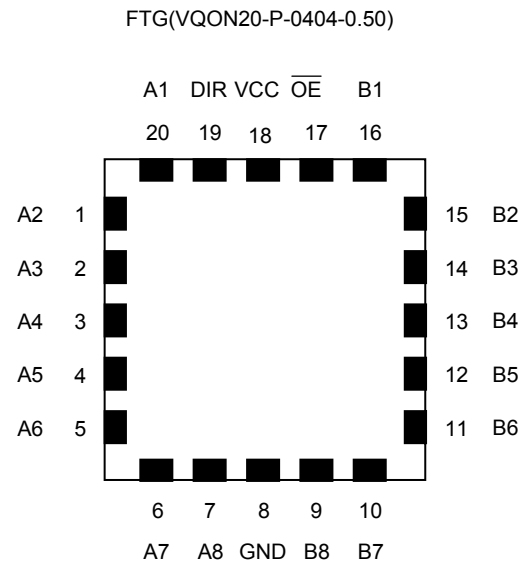 FTG(VQON20-P-0404-0.50)
A1 DIR VCC O̅E̅ B1
20 19 18 17 16
A2 1 15 B2
A3 2 14 B3
A4 3 13 B4
A5 4 12 B5
A6 5 11 B6
6 7 8 9 10
A7 A8 GND B8 B7